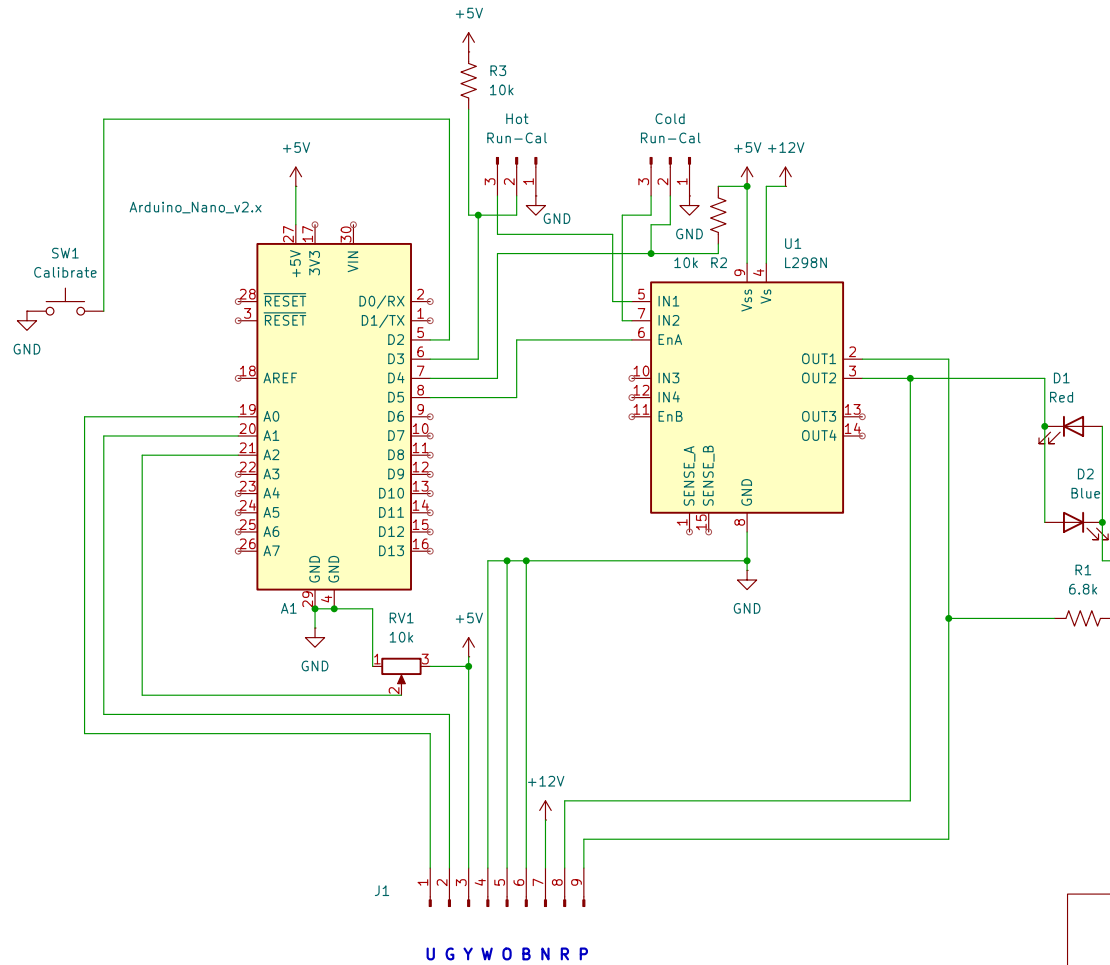 +5V
R3
10k
Hot
Run-Cal
3
2
1
GND
Cold
Run-Cal
3
2
1
GND
+5V
+12V
10k R2
U1
L298N
+5V
Arduino_Nano_v2.x
SW1
Calibrate
GND
27
17
30
+5V
3V3
VIN
28 RESET
3 RESET
18 AREF
19 A0
20 A1
21 A2
22 A3
23 A4
24 A5
25 A6
26 A7
D0/RX 2
D1/TX 1
D2 5
D3 6
D4 7
D5 8
D6 9
D7 10
D8 11
D9 12
D10 13
D11 14
D12 15
D13 16
GND
GND
29
4
A1
GND
9
4
Vss
Vs
5 IN1
7 IN2
6 EnA
10 IN3
12 IN4
11 EnB
OUT1 2
OUT2 3
OUT3 13
OUT4 14
SENSE_A
SENSE_B
GND
1
15
8
GND
D1
Red
D2
Blue
R1
6.8k
RV1
10k
1
3
2
+5V
+12V
J1
1
2
3
4
5
6
7
8
9
U G Y W O B N R P